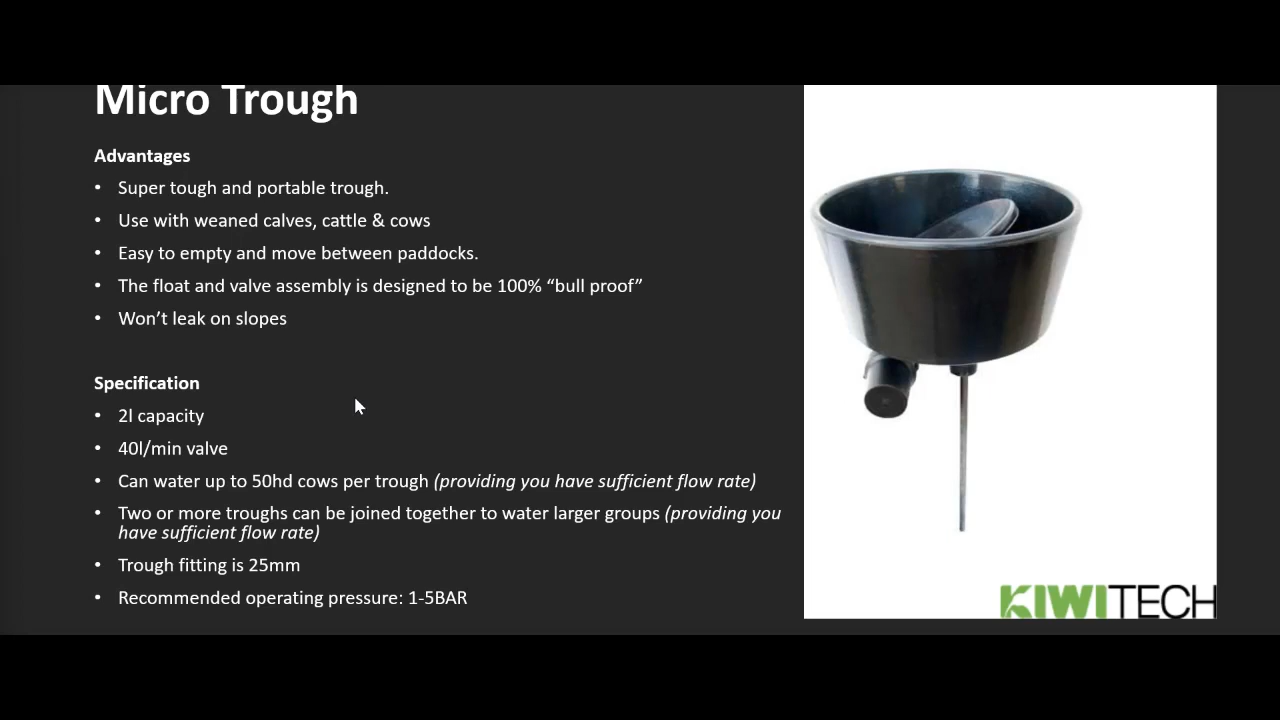 Micro Trough
Advantages
• Super tough and portable trough.
• Use with weaned calves, cattle & cows
• Easy to empty and move between paddocks.
• The float and valve assembly is designed to be 100% “bull proof”
• Won’t leak on slopes
Specification
• 2l capacity
• 40l/min valve
• Can water up to 50hd cows per trough (providing you have sufficient flow rate)
• Two or more troughs can be joined together to water larger groups (providing you
have sufficient flow rate)
• Trough fitting is 25mm
• Recommended operating pressure: 1-5BAR
KIWITECH